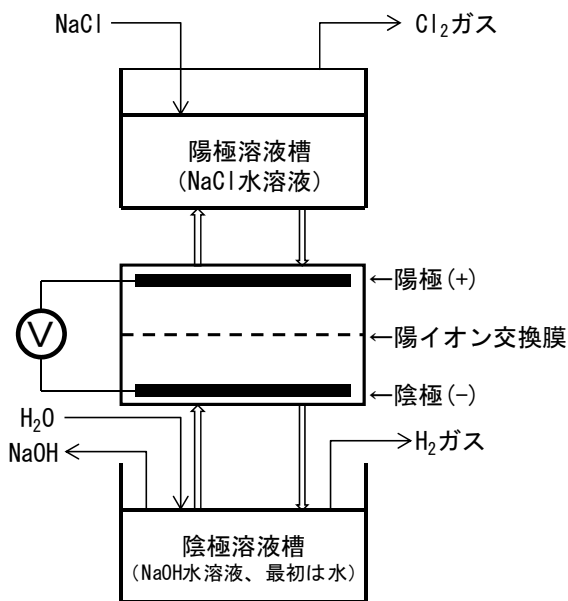 NaCl
Cl₂ガス
陽極溶液槽
(NaCl水溶液)
←陽極(+)
V
←陽イオン交換膜
←陰極(-)
H₂O
NaOH
H₂ガス
陰極溶液槽
(NaOH水溶液、最初は水)